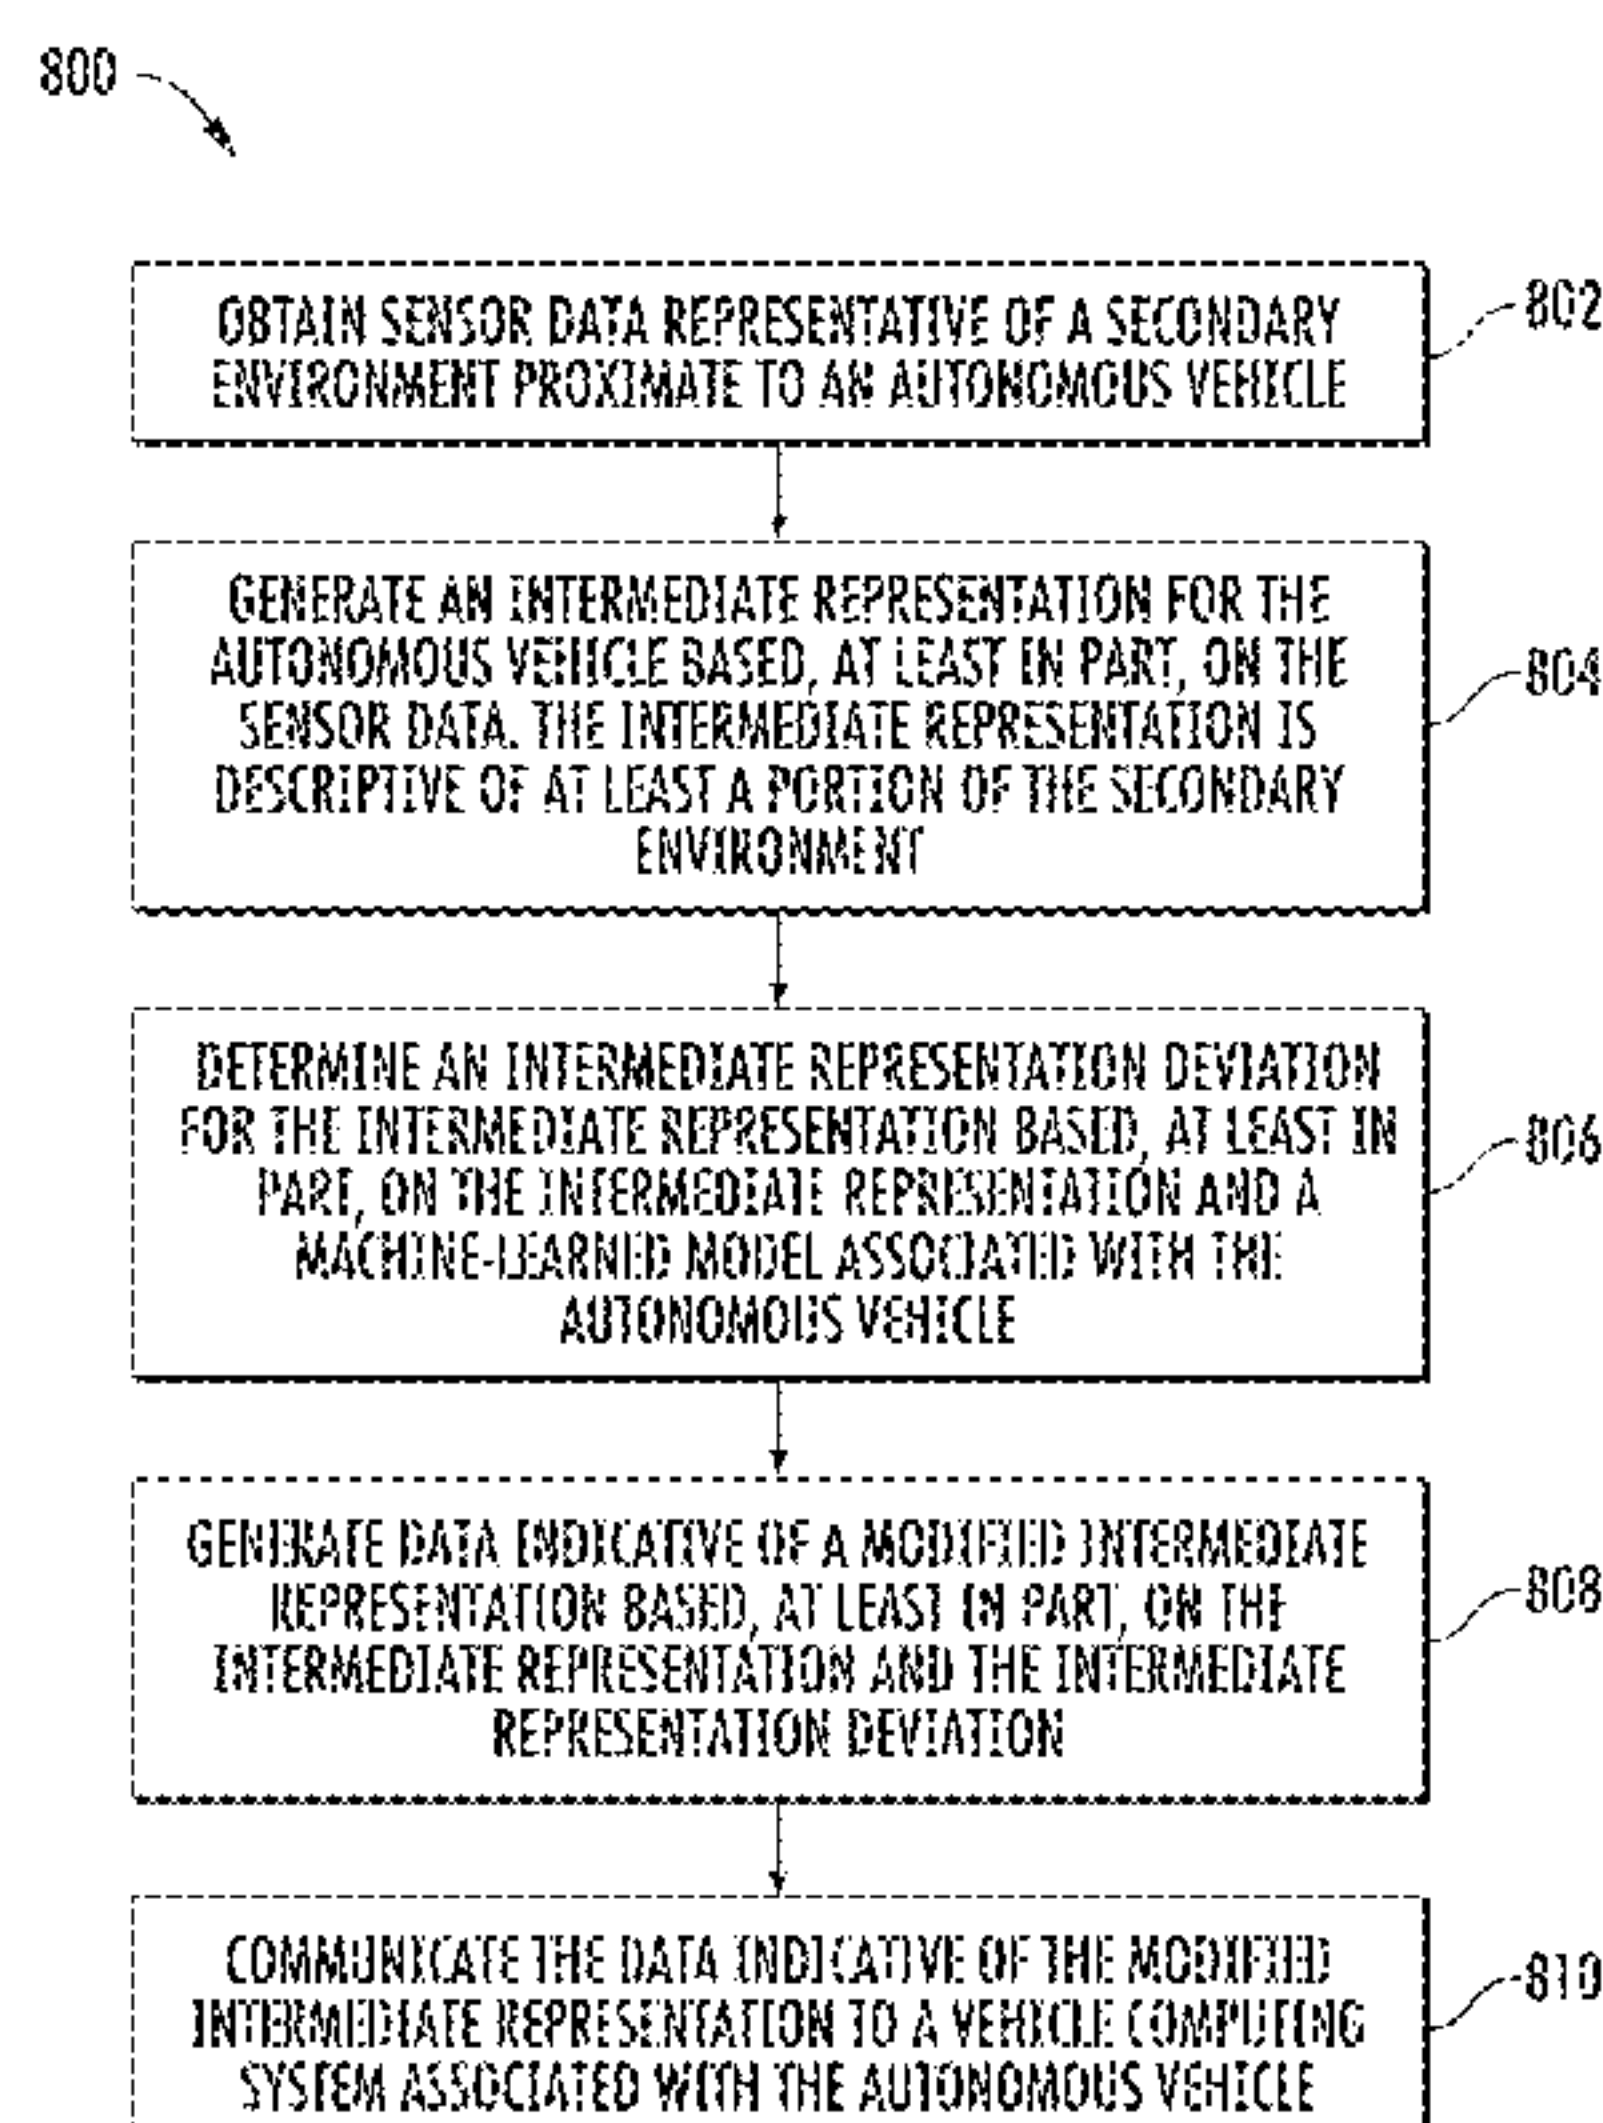 800
OBTAIN SENSOR DATA REPRESENTATIVE OF A SECONDARY
ENVIRONMENT PROXIMATE TO AN AUTONOMOUS VEHICLE
802
GENERATE AN INTERMEDIATE REPRESENTATION FOR THE
AUTONOMOUS VEHICLE BASED, AT LEAST IN PART, ON THE
SENSOR DATA. THE INTERMEDIATE REPRESENTATION IS
DESCRIPTIVE OF AT LEAST A PORTION OF THE SECONDARY
ENVIRONMENT
804
DETERMINE AN INTERMEDIATE REPRESENTATION DEVIATION
FOR THE INTERMEDIATE REPRESENTATION BASED, AT LEAST IN
PART, ON THE INTERMEDIATE REPRESENTATION AND A
MACHINE-LEARNED MODEL ASSOCIATED WITH THE
AUTONOMOUS VEHICLE
806
GENERATE DATA INDICATIVE OF A MODIFIED INTERMEDIATE
REPRESENTATION BASED, AT LEAST IN PART, ON THE
INTERMEDIATE REPRESENTATION AND THE INTERMEDIATE
REPRESENTATION DEVIATION
808
COMMUNICATE THE DATA INDICATIVE OF THE MODIFIED
INTERMEDIATE REPRESENTATION TO A VEHICLE COMPUTING
SYSTEM ASSOCIATED WITH THE AUTONOMOUS VEHICLE
810